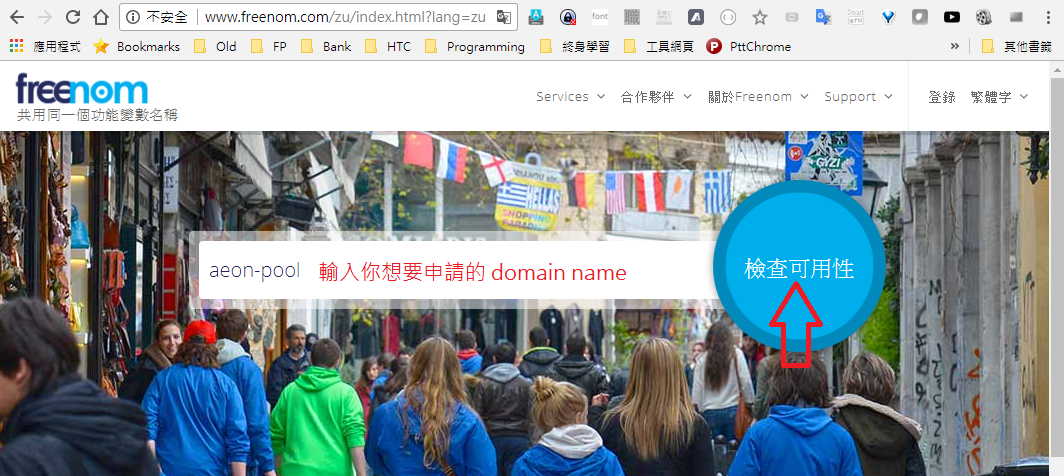 不安全 www.freenom.com/zu/index.html?lang=zu
應用程式 Bookmarks Old FP Bank HTC Programming 終身學習 工具網頁 PttChrome » 其他書籤
freenom
共用同一個功能變數名稱
Services 合作夥伴 關於Freenom Support 登錄 繁體字
GYZI
HELLAS
SHOPPING
aeon-pool 輸入你想要申請的 domain name
檢查可用性